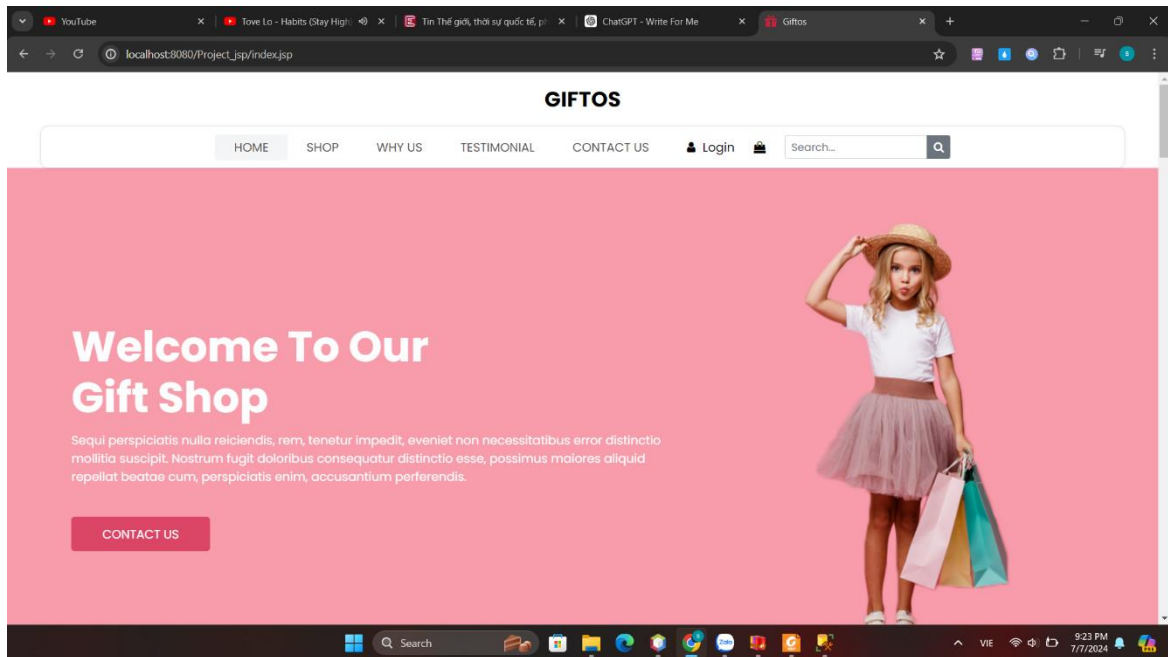 YouTube
Tove Lo - Habits (Stay High)
Tin Thế giới, thời sự quốc tế, ph
ChatGPT - Write For Me
Giftos
localhost:8080/Project_jsp/index.jsp
GIFTOS
HOME
SHOP
WHY US
TESTIMONIAL
CONTACT US
Login
Search...
Welcome To Our
Gift Shop
Sequi perspiciatis nulla reiciendis, rem, tenetur impedit, eveniet non necessitatibus error distinctio
mollitia suscipit. Nostrum fugit doloribus consequatur distinctio esse, possimus maiores aliquid
repellat beatae cum, perspiciatis enim, accusantium perferendis.
CONTACT US
Search
Zalo
VIE
9:23 PM
7/7/2024